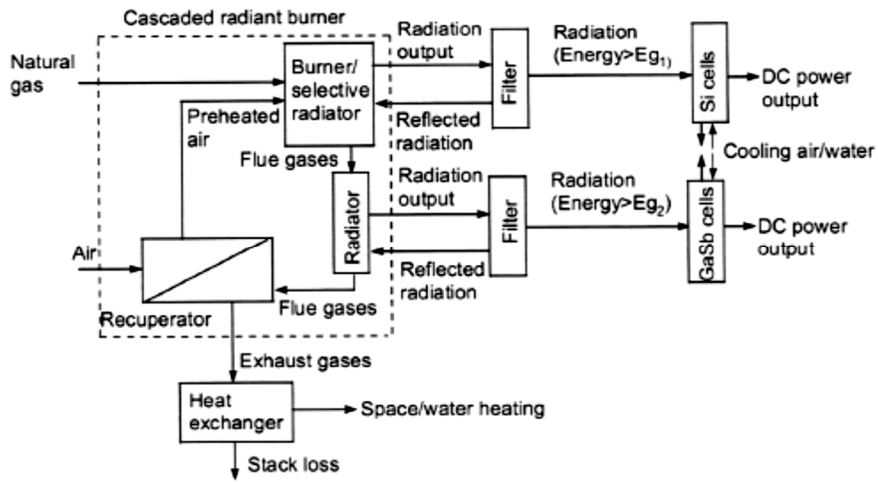 Cascaded radiant burner
Natural
gas
Burner/
selective
radiator
Preheated
air
Radiation
output
Reflected
radiation
Filter
Radiation
(Energy>Eg1)
Si cells
DC power
output
Cooling air/water
Flue gases
Radiator
Radiation
output
Reflected
radiation
Filter
Radiation
(Energy>Eg2)
GaSb cells
DC power
output
Air
Recuperator
Flue gases
Exhaust gases
Heat
exchanger
Space/water heating
Stack loss